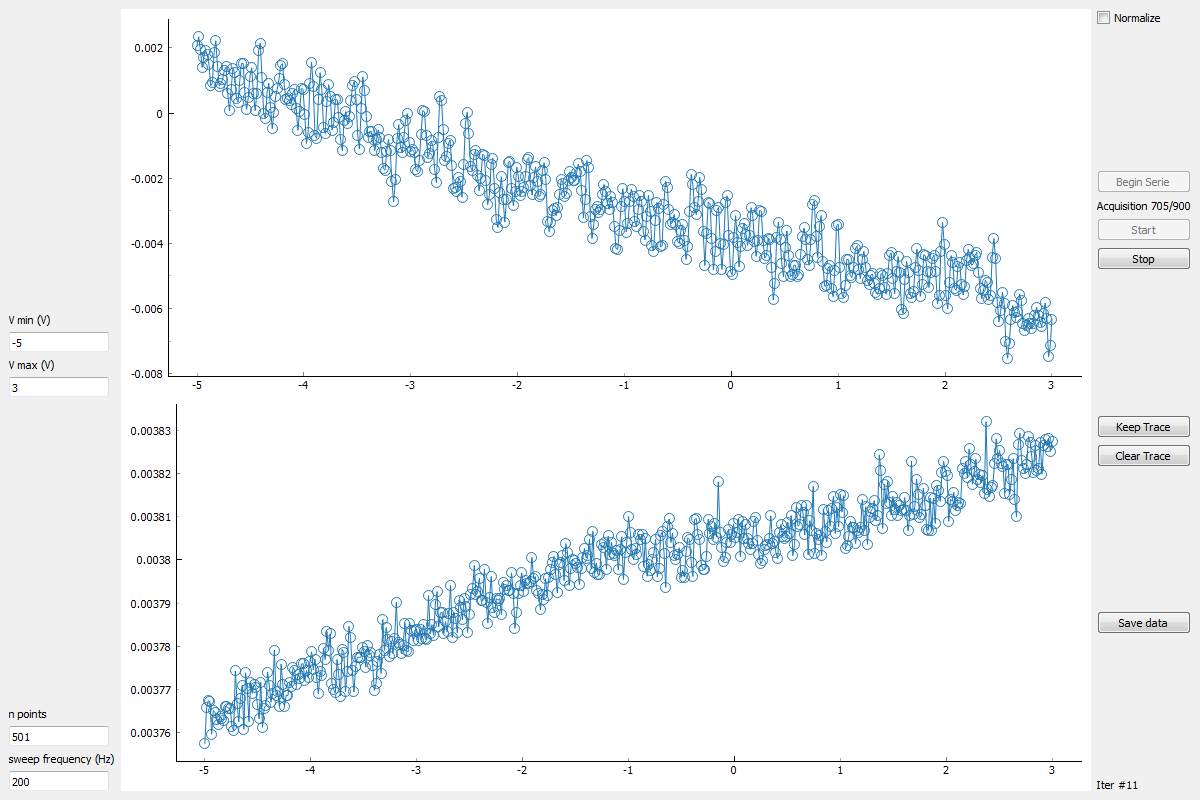 Normalize
Begin Serie
Acquisition 705/900
Start
Stop
V min (V)
-5
V max (V)
3
0.002
0
-0.002
-0.004
-0.006
-0.008
-5 -4 -3 -2 -1 0 1 2 3
Keep Trace
Clear Trace
0.00383
0.00382
0.00381
0.0038
0.00379
0.00378
0.00377
0.00376
-5 -4 -3 -2 -1 0 1 2 3
Save data
n points
501
sweep frequency (Hz)
200
Iter #11